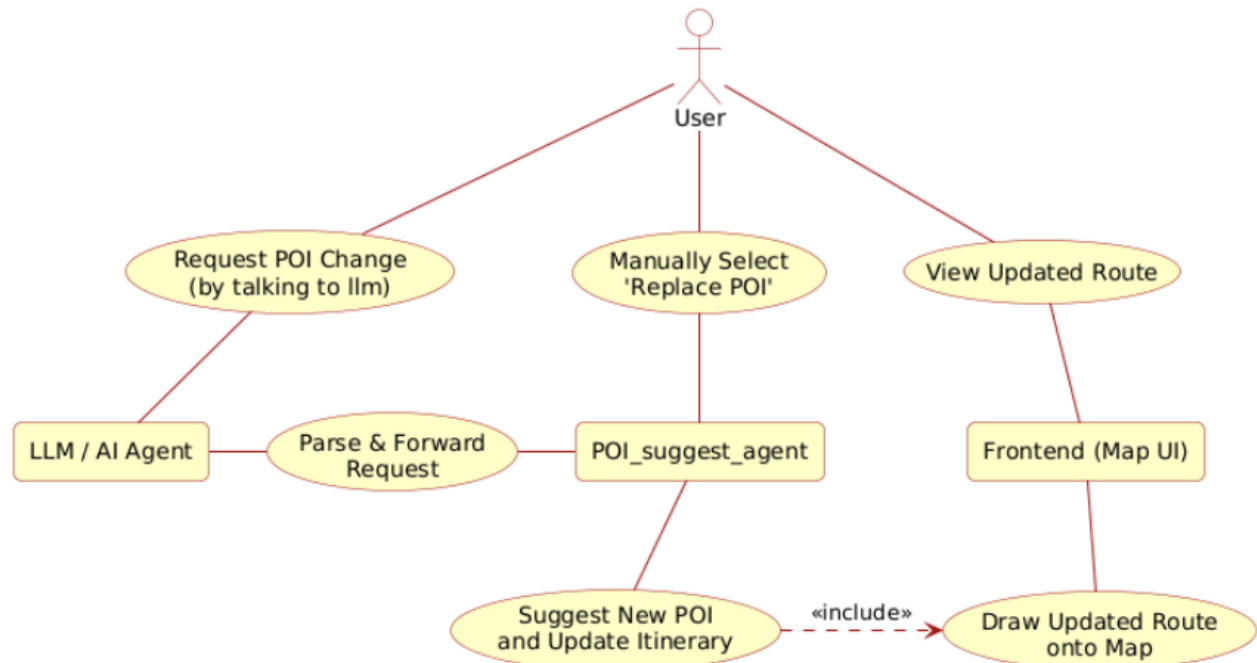 User
Request POI Change
(by talking to llm)
Manually Select
'Replace POI'
View Updated Route
LLM / AI Agent
Parse & Forward
Request
POI_suggest_agent
Frontend (Map UI)
Suggest New POI
and Update Itinerary
«include»
Draw Updated Route
onto Map